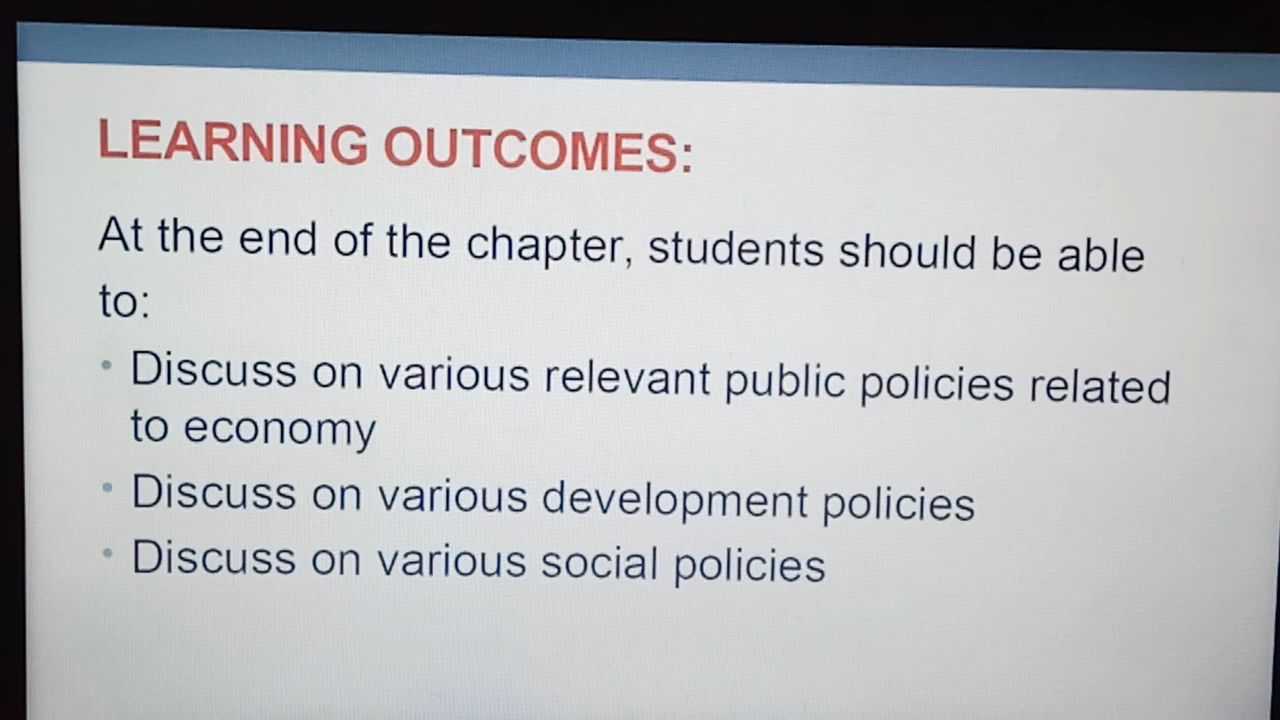 LEARNING OUTCOMES:
At the end of the chapter, students should be able
to:
• Discuss on various relevant public policies related
to economy
• Discuss on various development policies
• Discuss on various social policies